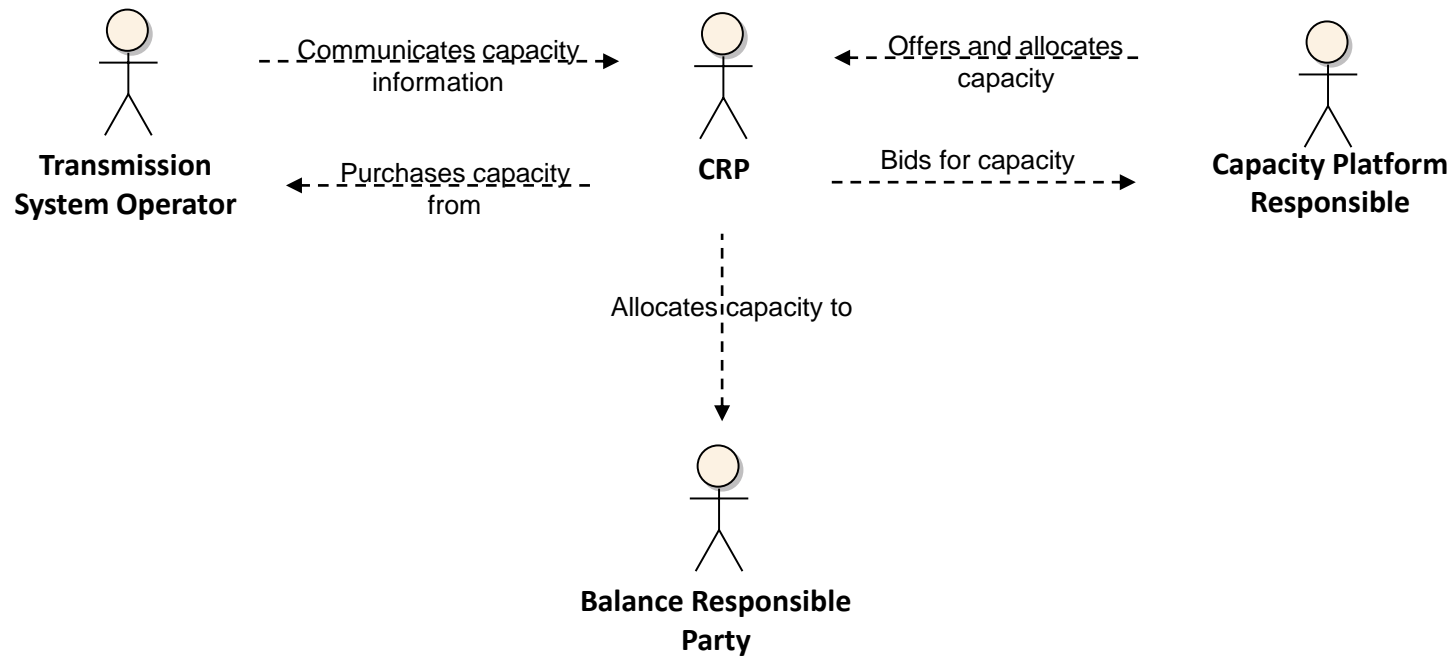 Communicates capacity
information
Offers and allocates
capacity
Transmission
System Operator
Purchases capacity
from
CRP
Bids for capacity
Capacity Platform
Responsible
Allocates capacity to
Balance Responsible
Party